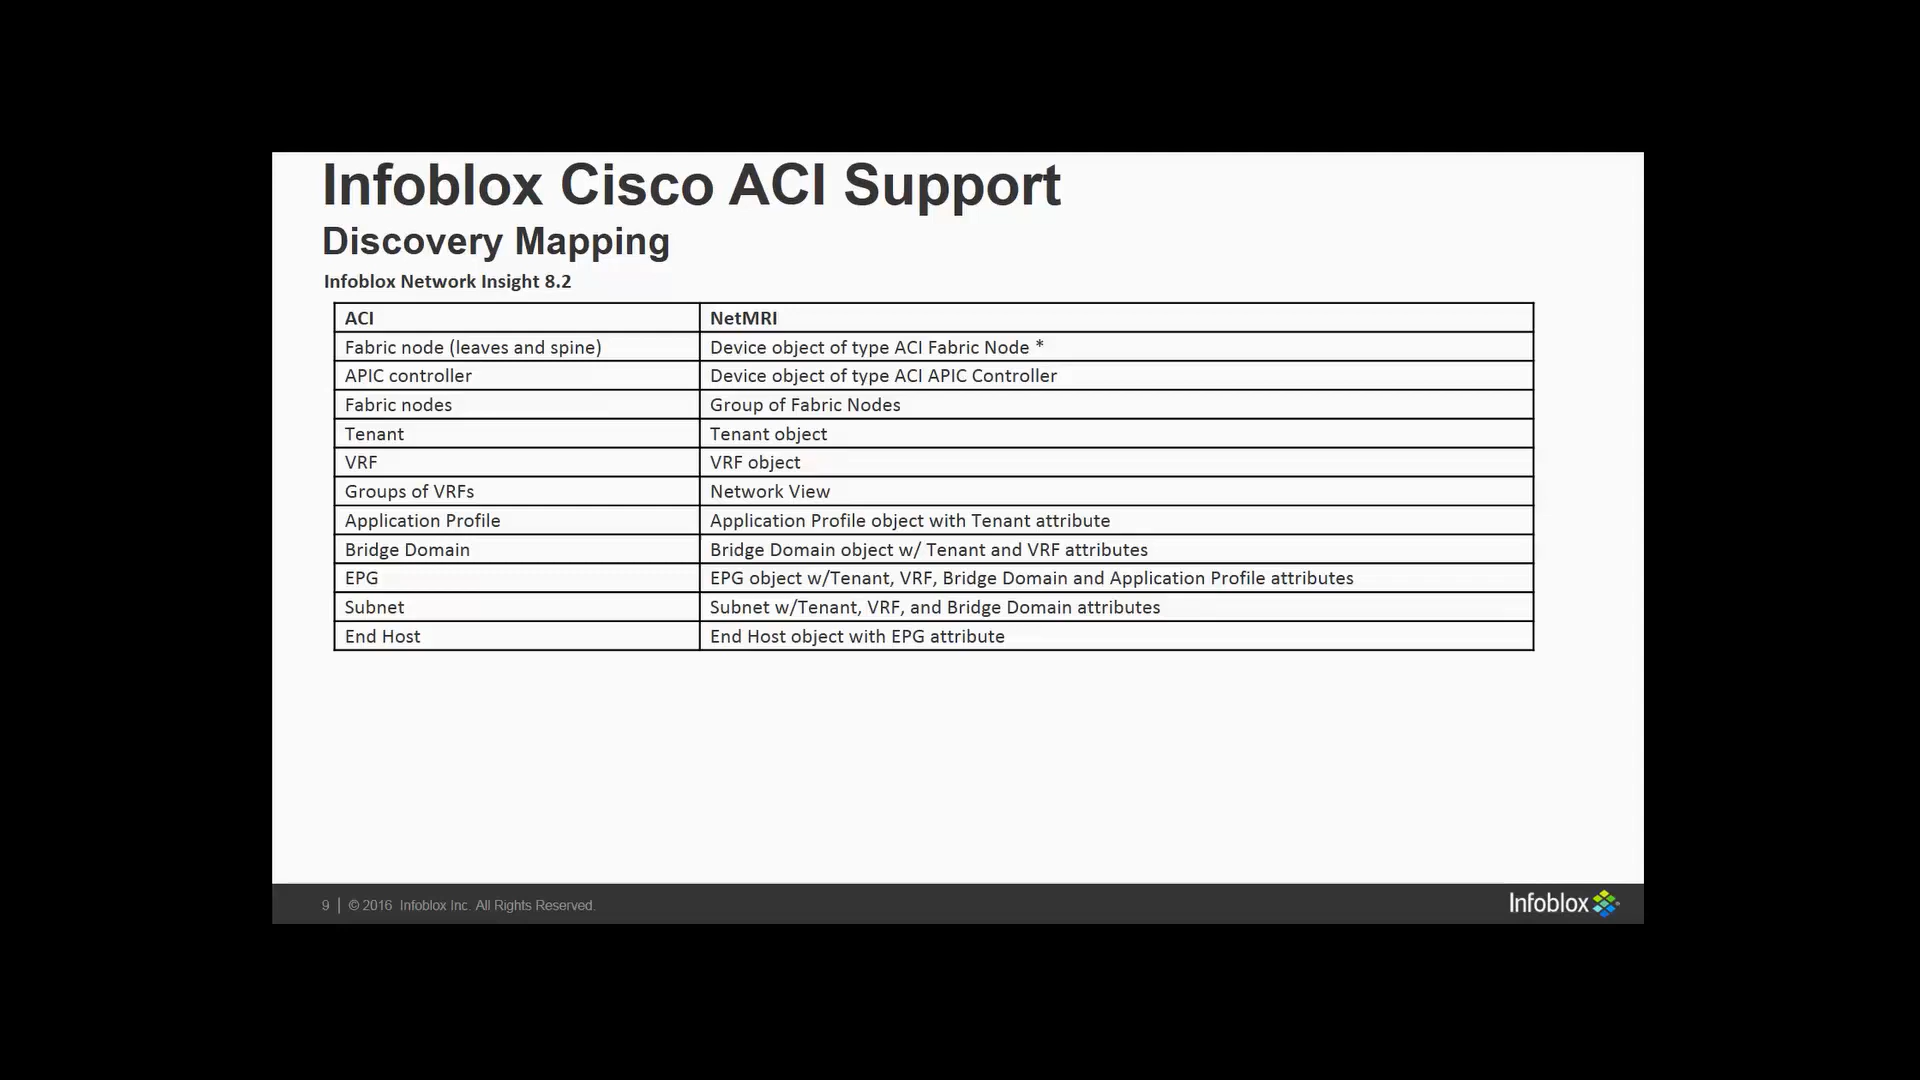 Infoblox Cisco ACI Support
Discovery Mapping
Infoblox Network Insight 8.2
ACI NetMRI
Fabric node (leaves and spine) Device object of type ACI Fabric Node *
APIC controller Device object of type ACI APIC Controller
Fabric nodes Group of Fabric Nodes
Tenant Tenant object
VRF VRF object
Groups of VRFs Network View
Application Profile Application Profile object with Tenant attribute
Bridge Domain Bridge Domain object w/ Tenant and VRF attributes
EPG EPG object w/Tenant, VRF, Bridge Domain and Application Profile attributes
Subnet Subnet w/Tenant, VRF, and Bridge Domain attributes
End Host End Host object with EPG attribute
9 | © 2016 Infoblox Inc. All Rights Reserved. Infoblox